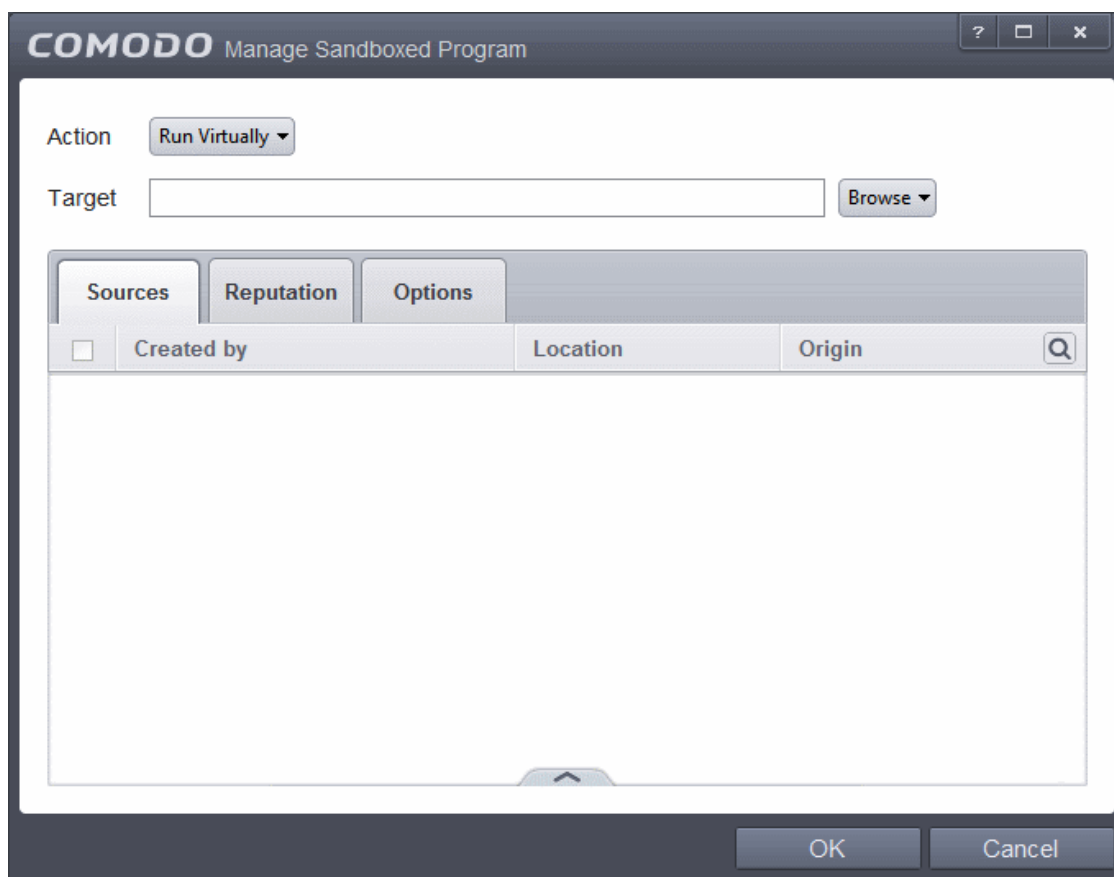 COMODO Manage Sandboxed Program ?
Action Run Virtually
Target Browse
Sources Reputation Options
Created by Location Origin
OK Cancel